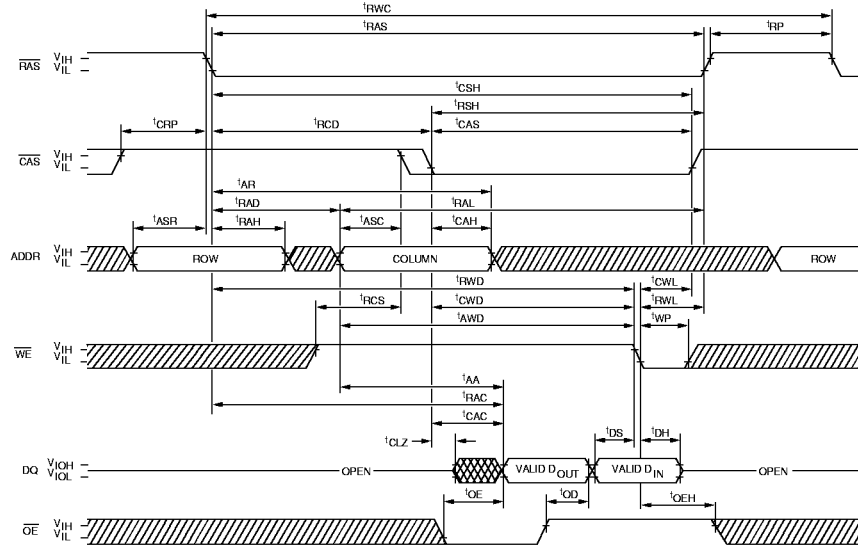 tRWC
tRAS tRP
RAS VIH VIL
tCSH
tRSH
tCRP tRCD tCAS
CAS VIH VIL
tAR
tRAD tRAL
tASR tRAH tASC tCAH
ADDR VIH VIL ROW COLUMN ROW
tRWD tCWL
tRCS tCWD tRWL
tAWD tWP
WE VIH VIL
tAA
tRAC
tCAC
tCLZ tDS tDH
DQ VIOH VIOL OPEN VALID DOUT VALID DIN OPEN
tOE tOD tOEH
OE VIH VIL